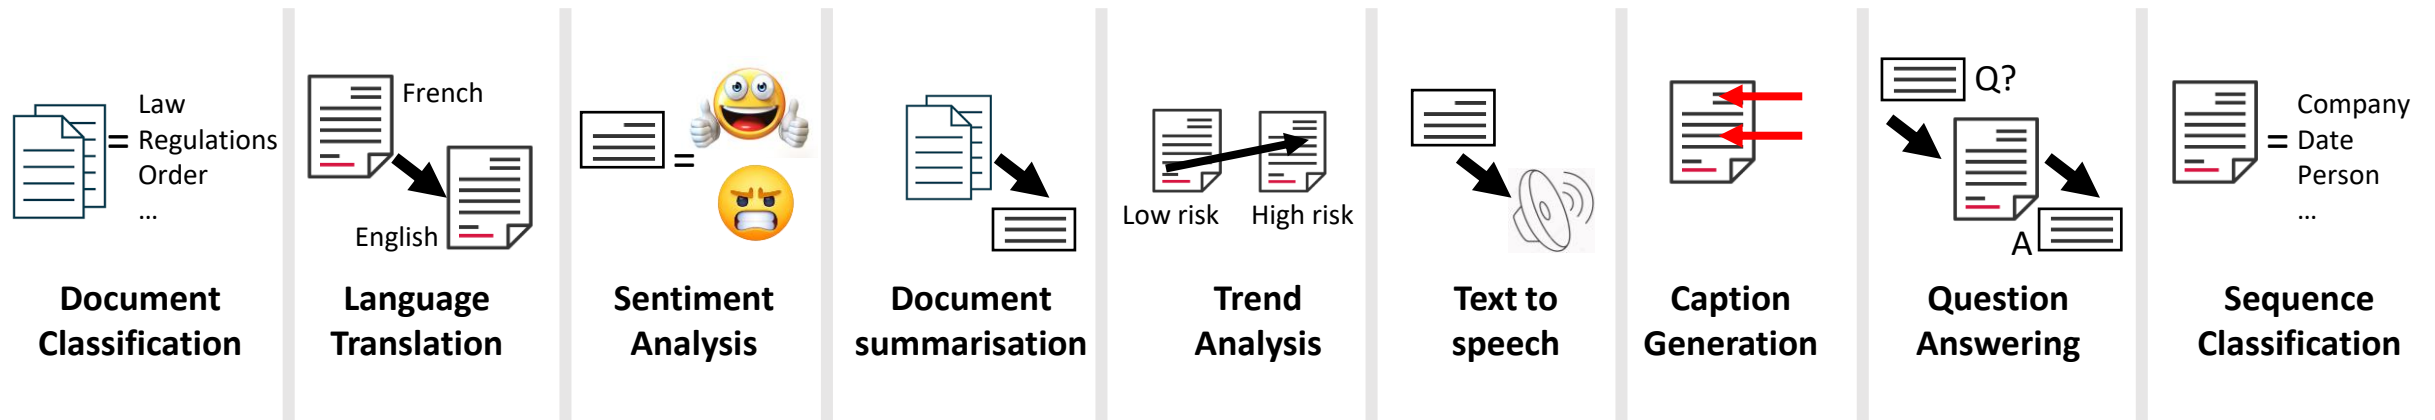 =
Law
Regulations
Order
...
Document
Classification
French
English
Language
Translation
=
Sentiment
Analysis
Document
summarisation
Low risk
High risk
Trend
Analysis
Text to
speech
Caption
Generation
Q?
A
Question
Answering
=
Company
Date
Person
...
Sequence
Classification